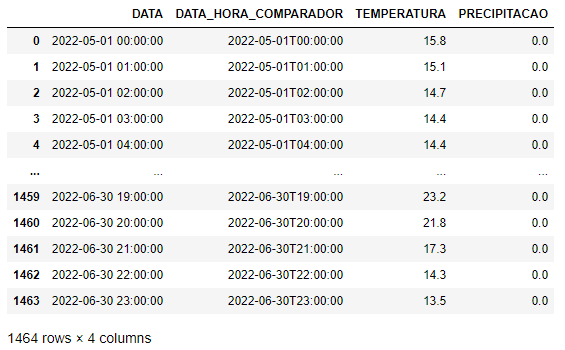 DATA DATA_HORA_COMPARADOR TEMPERATURA PRECIPITACAO
0 2022-05-01 00:00:00 2022-05-01T00:00:00 15.8 0.0
1 2022-05-01 01:00:00 2022-05-01T01:00:00 15.1 0.0
2 2022-05-01 02:00:00 2022-05-01T02:00:00 14.7 0.0
3 2022-05-01 03:00:00 2022-05-01T03:00:00 14.4 0.0
4 2022-05-01 04:00:00 2022-05-01T04:00:00 14.4 0.0
... ... ... ... ...
1459 2022-06-30 19:00:00 2022-06-30T19:00:00 23.2 0.0
1460 2022-06-30 20:00:00 2022-06-30T20:00:00 21.8 0.0
1461 2022-06-30 21:00:00 2022-06-30T21:00:00 17.3 0.0
1462 2022-06-30 22:00:00 2022-06-30T22:00:00 14.3 0.0
1463 2022-06-30 23:00:00 2022-06-30T23:00:00 13.5 0.0
1464 rows × 4 columns